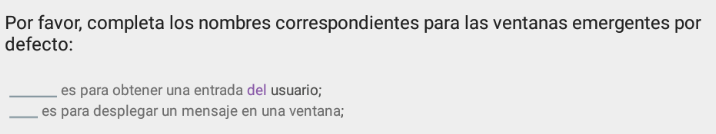 Por favor, completa los nombres correspondientes para las ventanas emergentes por
defecto:
______ es para obtener una entrada del usuario;
____ es para desplegar un mensaje en una ventana;